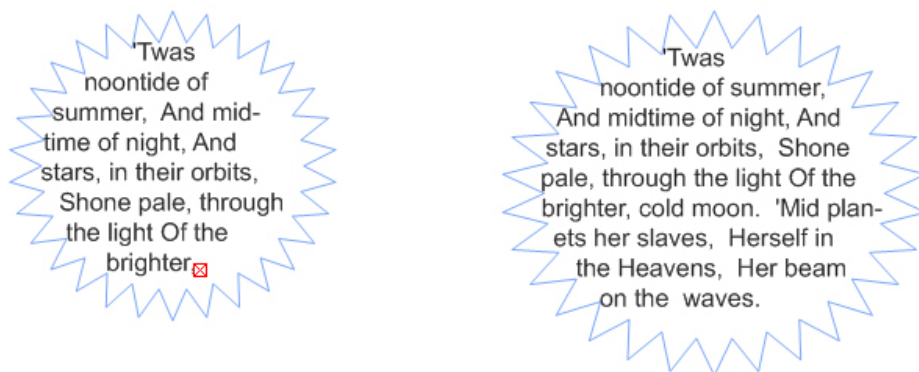 'Twas
noontide of
summer, And mid-
time of night, And
stars, in their orbits,
Shone pale, through
the light Of the
brighter,
'Twas
noontide of summer,
And midtime of night, And
stars, in their orbits, Shone
pale, through the light Of the
brighter, cold moon. 'Mid plan-
ets her slaves, Herself in
the Heavens, Her beam
on the waves.